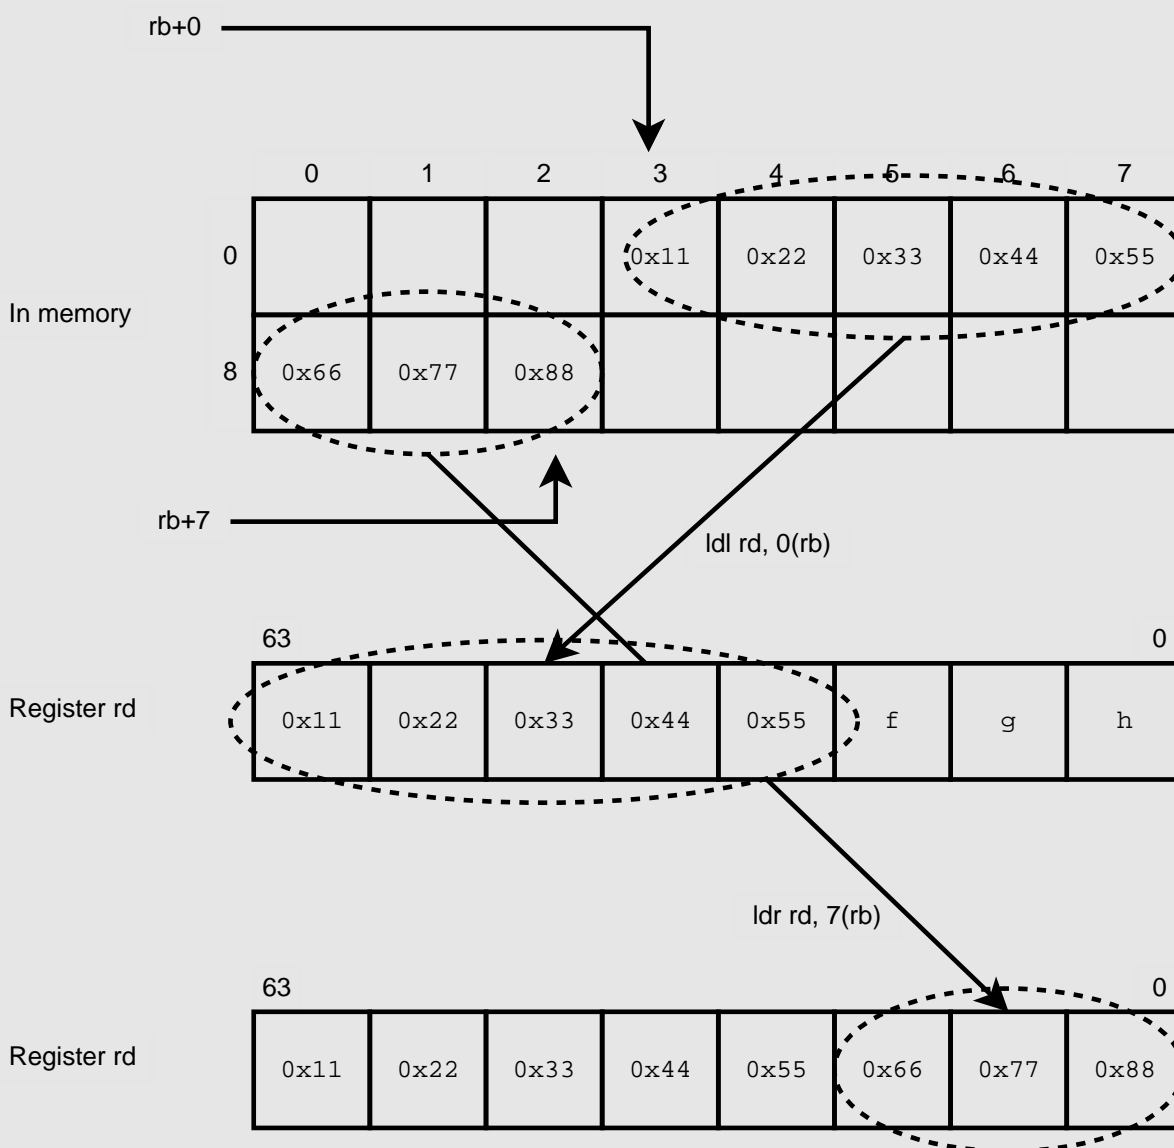 rb+0
0 1 2 3 4 5 6 7
0 0x11 0x22 0x33 0x44 0x55
In memory
8 0x66 0x77 0x88
rb+7
ldl rd, 0(rb)
63 0
Register rd 0x11 0x22 0x33 0x44 0x55 f g h
ldr rd, 7(rb)
63 0
Register rd 0x11 0x22 0x33 0x44 0x55 0x66 0x77 0x88